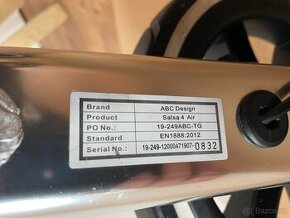 Brand ABC Design
Product Salsa 4 Air
PO No.: 19-249ABC-TG
Standard EN1888:2012
Serial No.: 19-249-12000471907-0832